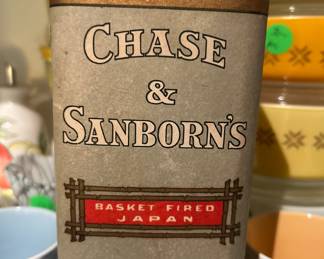 CHASE
&
SANBORN'S
BASKET FIRED
JAPAN